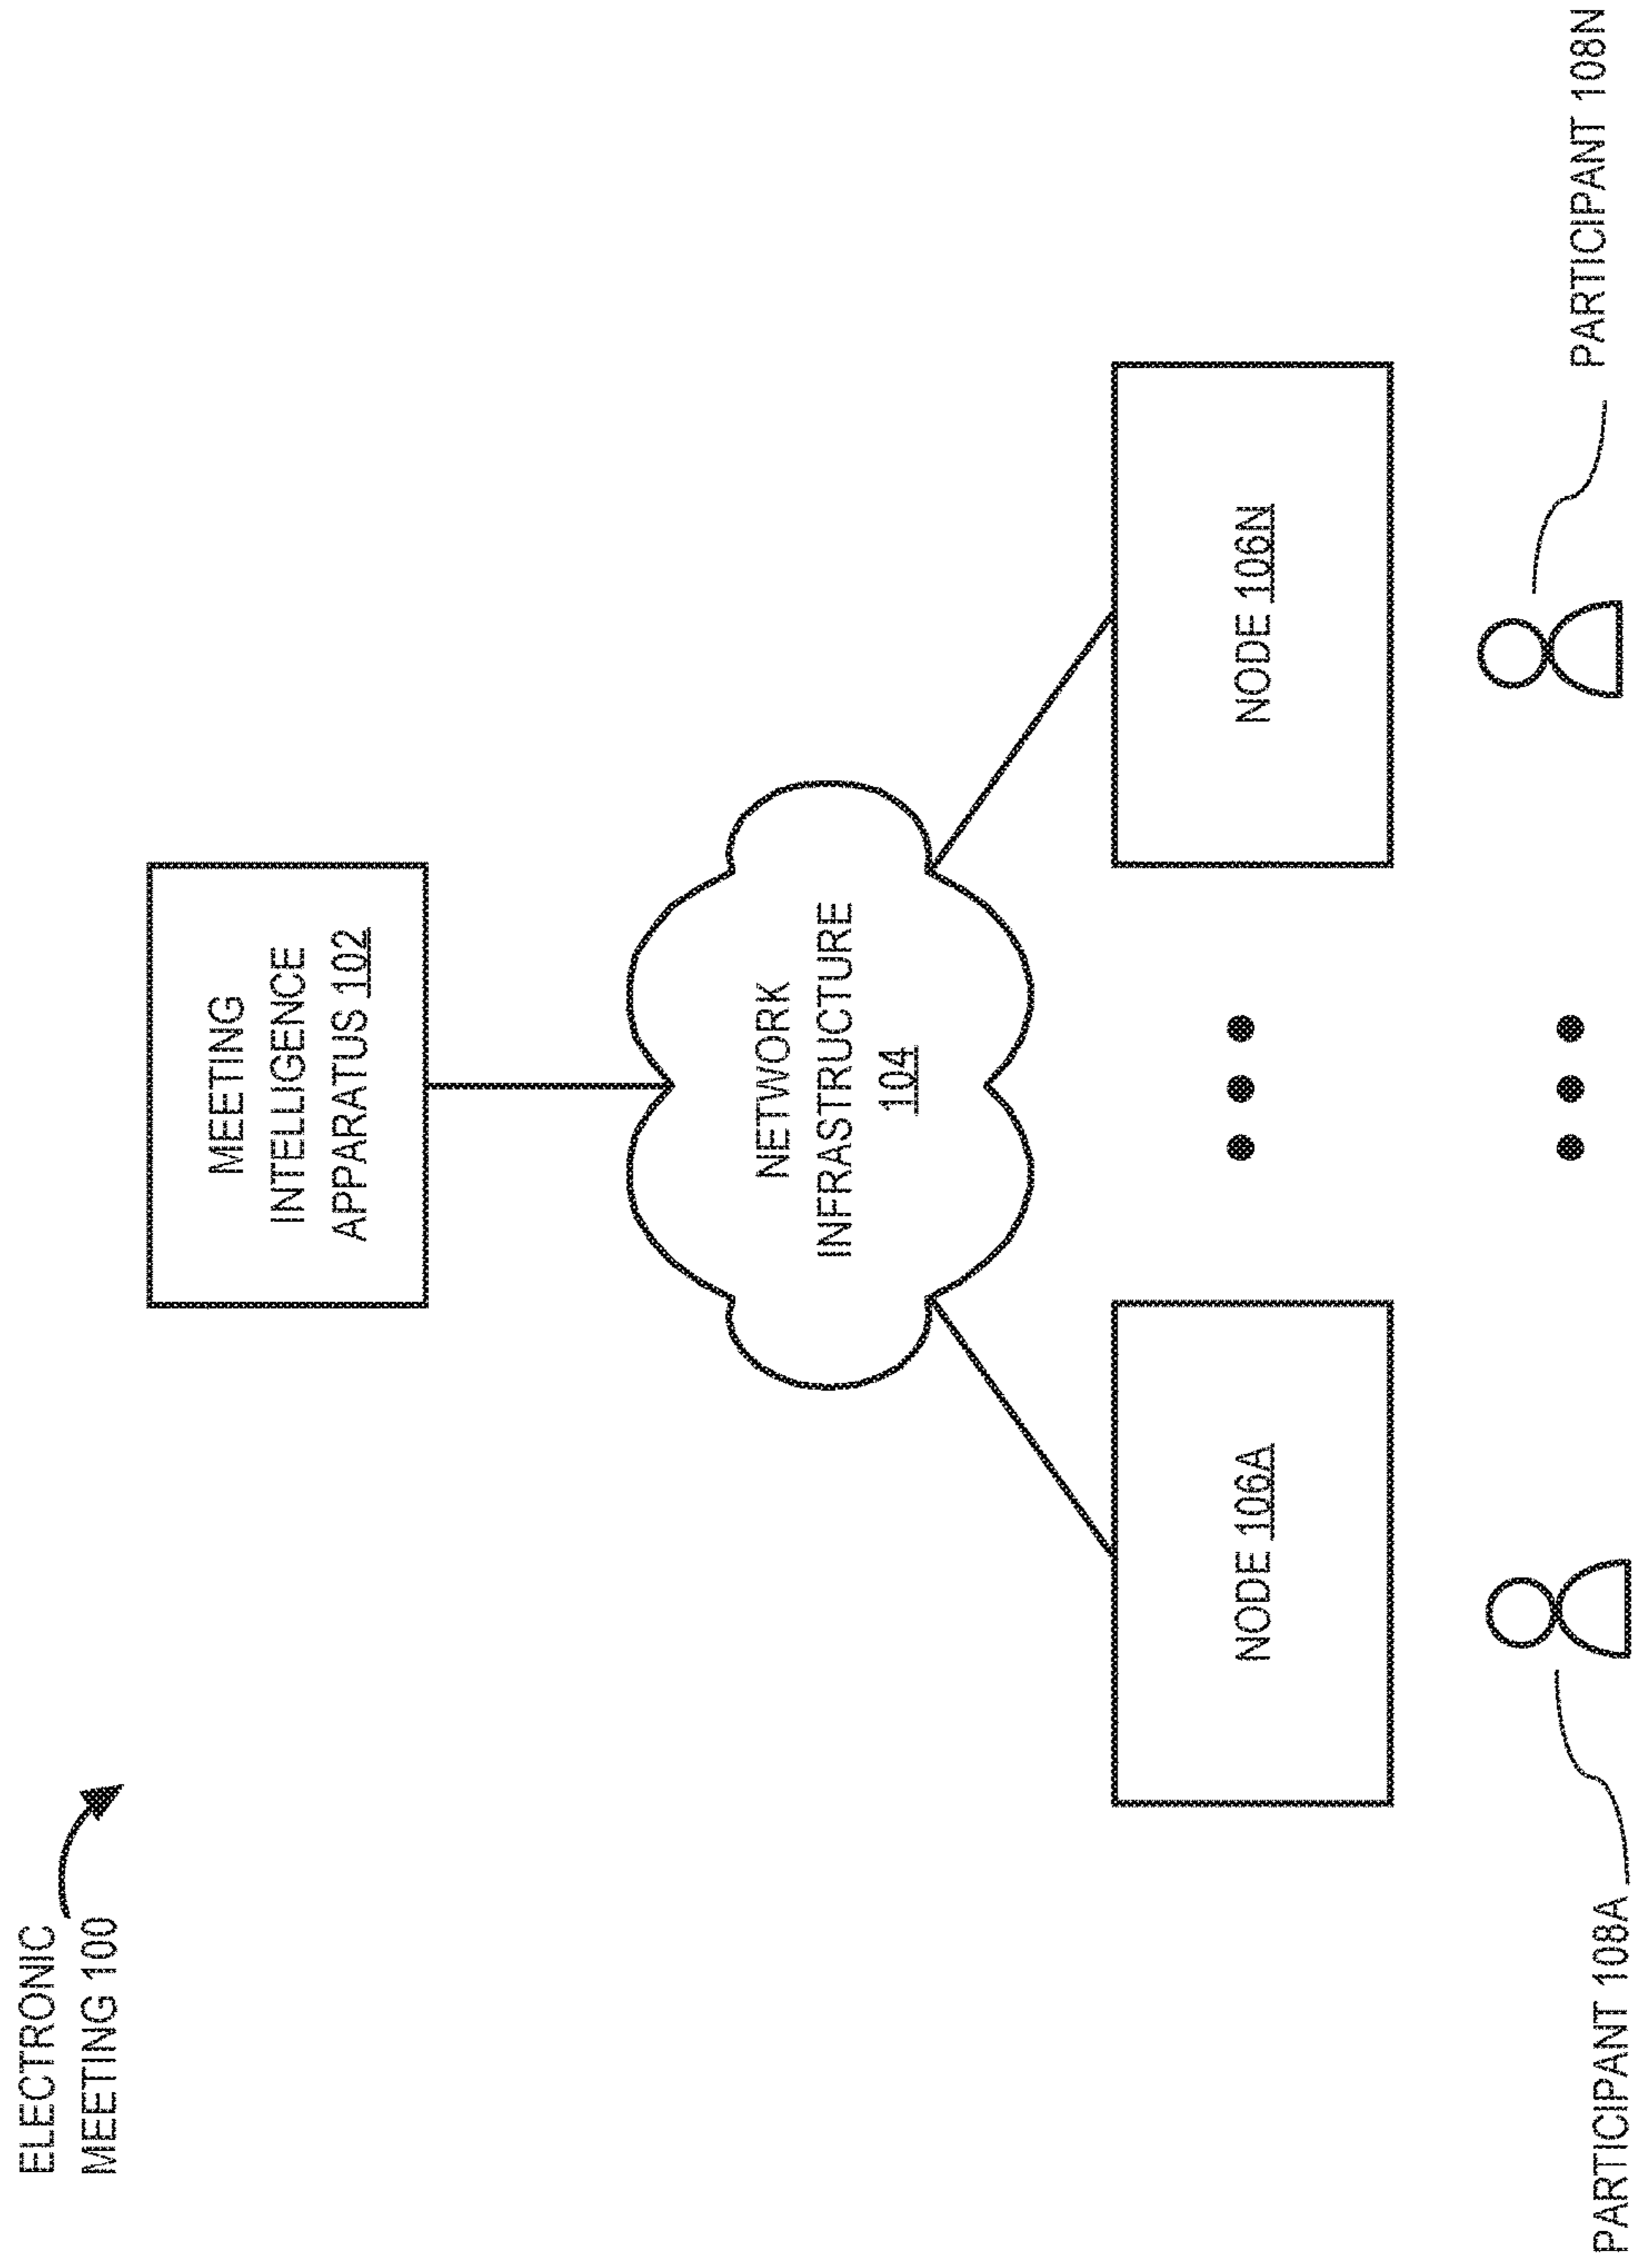 ELECTRONIC
MEETING 100
MEETING
INTELLIGENCE
APPARATUS 102
NETWORK
INFRASTRUCTURE
104
NODE 106A
NODE 106N
PARTICIPANT 108A
PARTICIPANT 108N